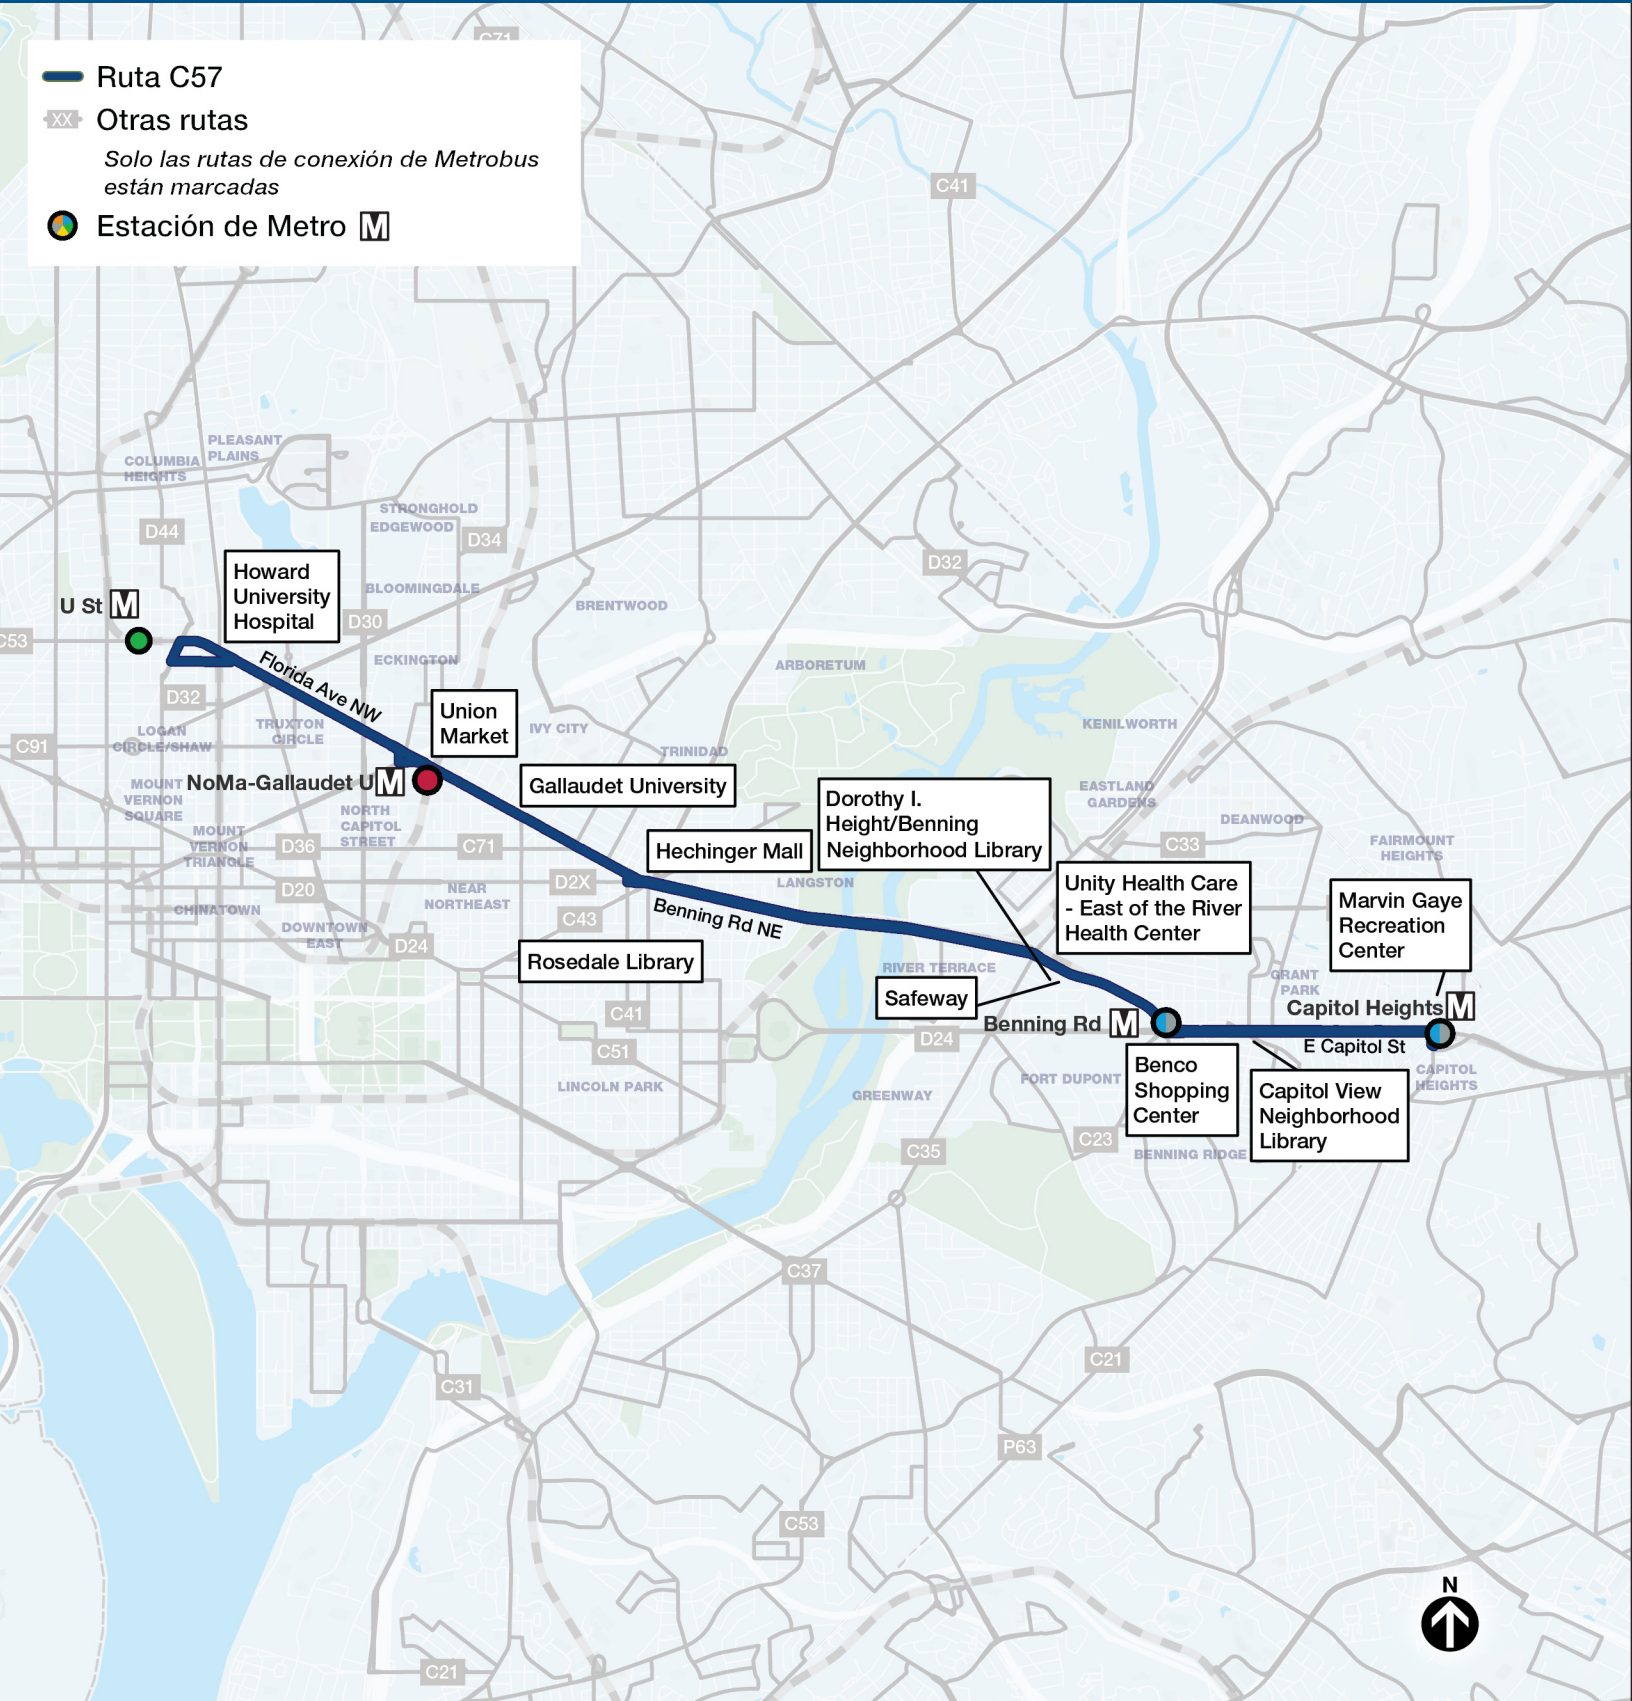 C71
Ruta C57
XX Otras rutas
Solo las rutas de conexión de Metrobus
están marcadas
Estación de Metro M
C41
PLEASANT
PLAINS
COLUMBIA
HEIGHTS
STRONGHOLD
EDGEWOOD
D44
D34
D32
Howard
University
Hospital
BLOOMINGDALE
U St M
BRENTWOOD
D30
C53
ECKINGTON
Florida Ave NW
ARBORETUM
D32
Union
Market
LOGAN
CIRCLE/SHAW
TRUXTON
CIRCLE
IVY CITY
KENILWORTH
C91
TRINIDAD
NoMa-Gallaudet U M
Gallaudet University
MOUNT
VERNON
SQUARE
EASTLAND
GARDENS
Dorothy I.
Height/Benning
Neighborhood Library
NORTH
CAPITOL
STREET
DEANWOOD
MOUNT
VERNON
TRIANGLE
D36
C71
Hechinger Mall
C33
FAIRMOUNT
HEIGHTS
D20
NEAR
NORTHEAST
D2X
LANGSTON
Unity Health Care
- East of the River
Health Center
Marvin Gaye
Recreation
Center
CHINATOWN
C43
Benning Rd NE
DOWNTOWN
EAST
D24
Rosedale Library
RIVER TERRACE
GRANT
PARK
Safeway
Capitol Heights M
C41
Benning Rd M
D24
E Capitol St
C51
LINCOLN PARK
GREENWAY
FORT DUPONT
Benco
Shopping
Center
Capitol View
Neighborhood
Library
CAPITOL
HEIGHTS
C35
C23
BENNING RIDGE
C37
C21
C31
P63
C53
N
C21